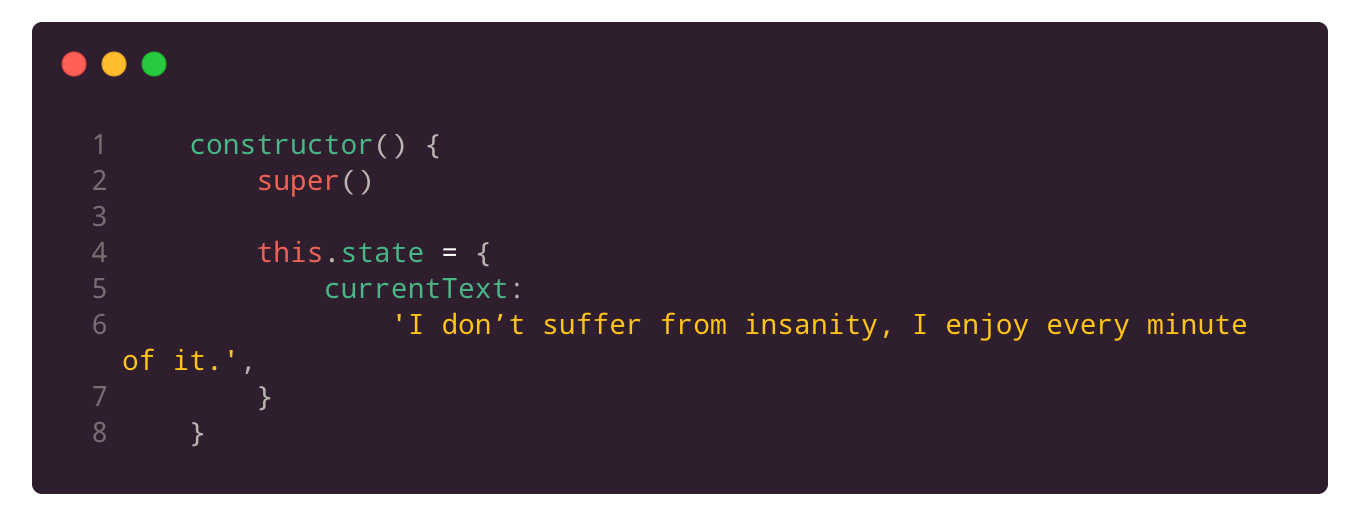 1     constructor() {
2         super()
3
4         this.state = {
5             currentText:
6                 'I don’t suffer from insanity, I enjoy every minute
of it.',
7         }
8     }